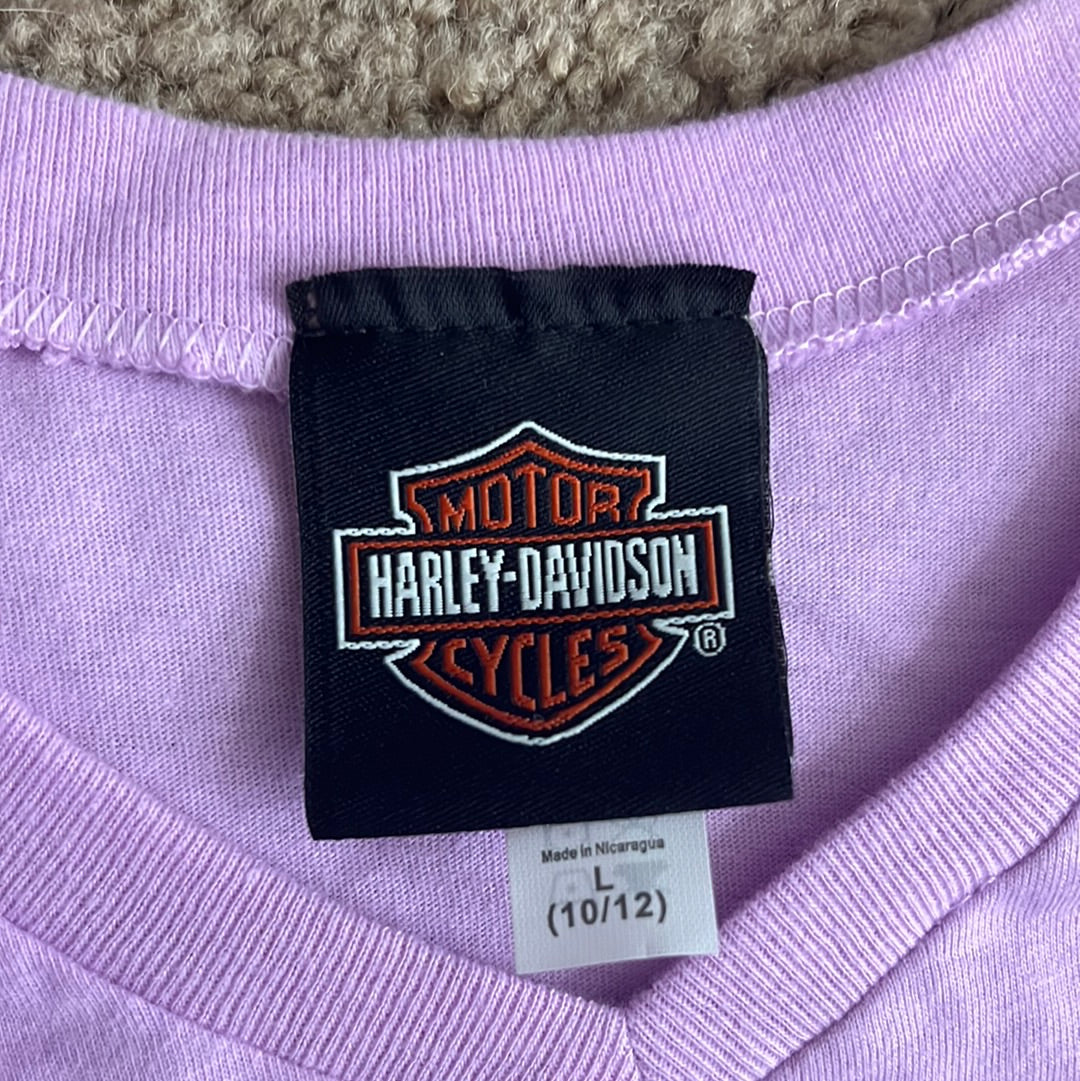 MOTOR
HARLEY-DAVIDSON
CYCLES
®
Made in Nicaragua
L
(10/12)